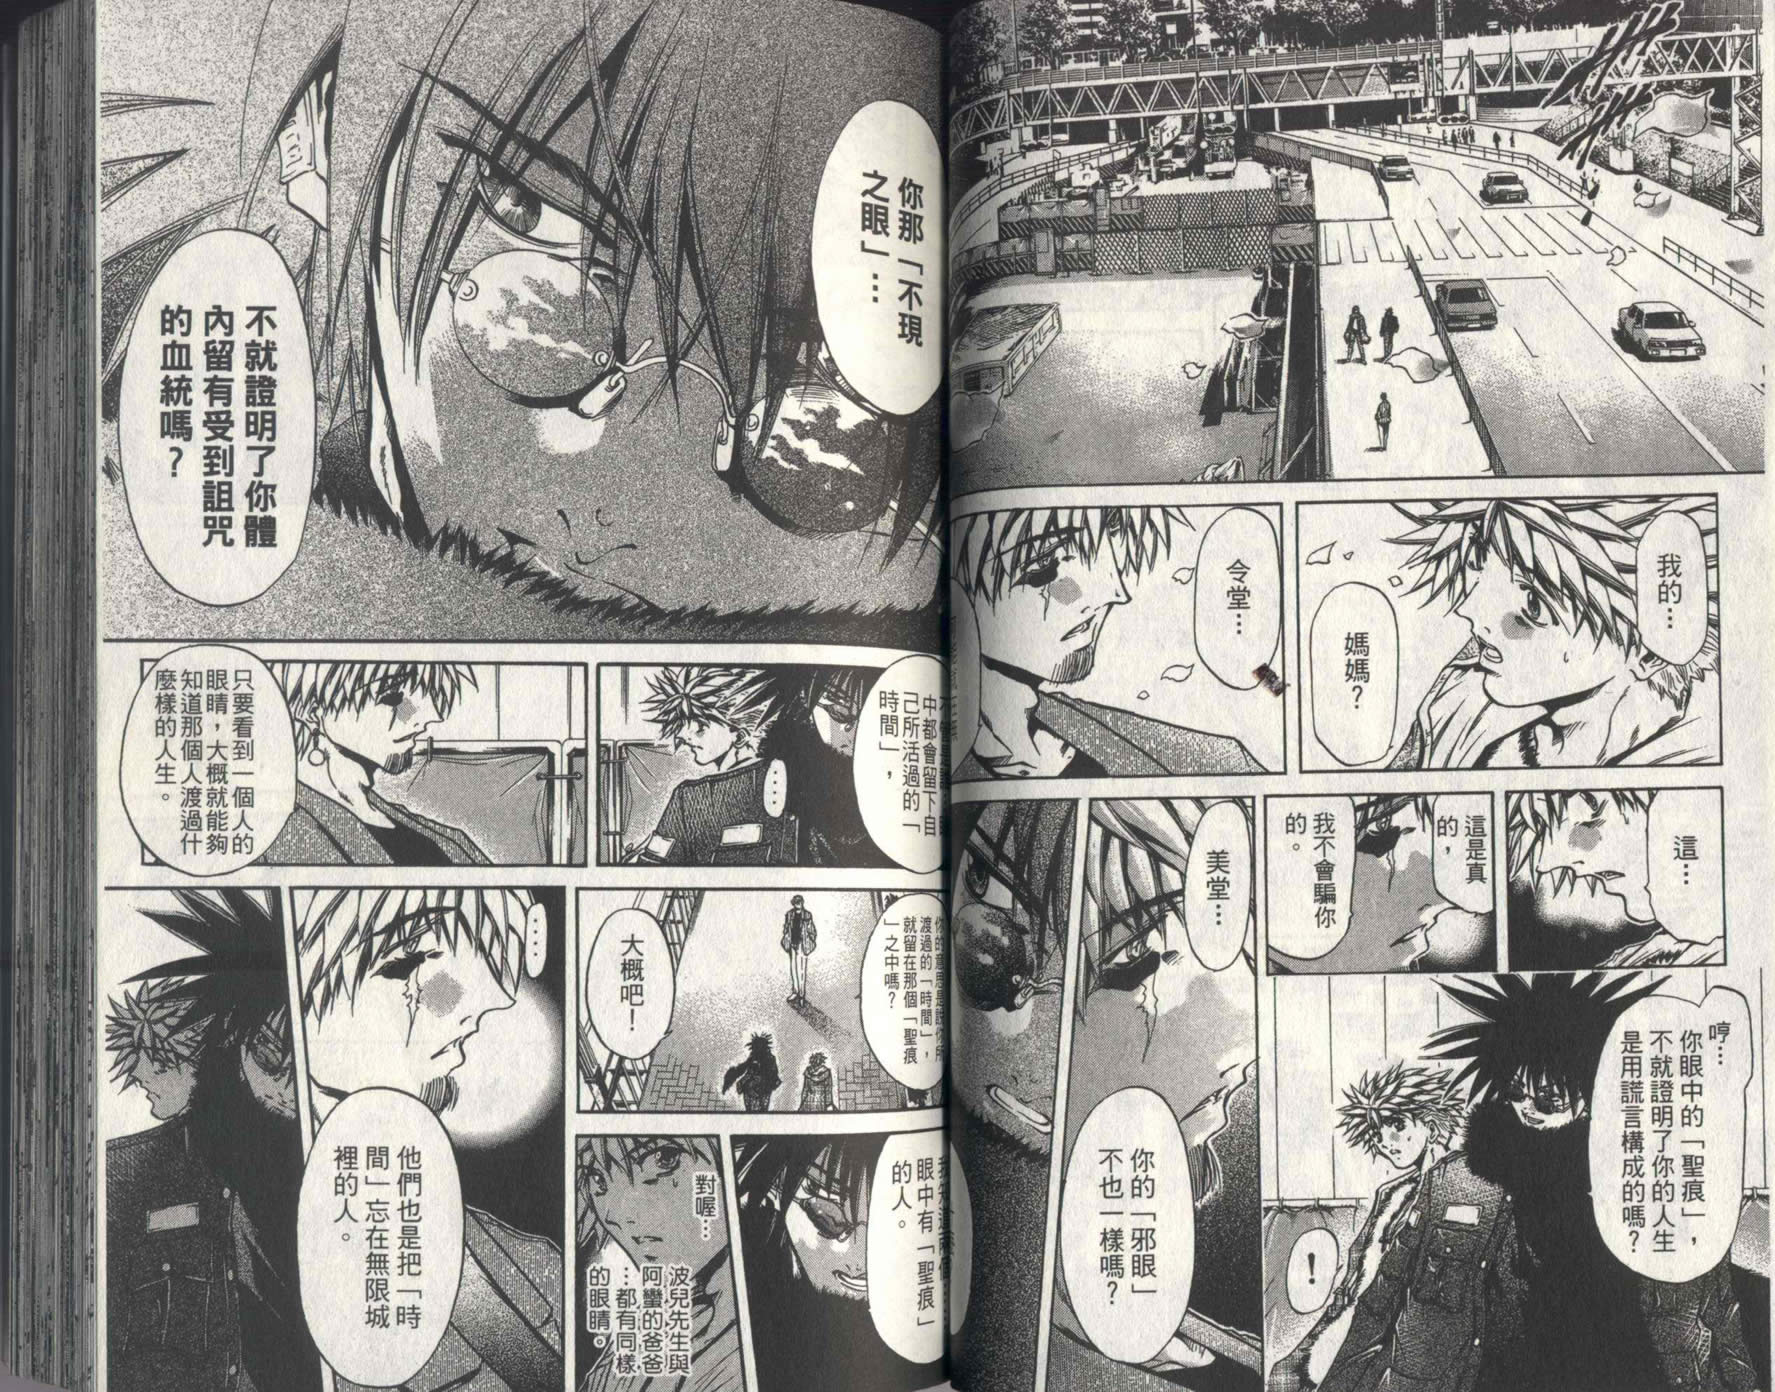 我的…
媽媽？
令堂…
這…
這是真
的，
我不會騙你
的。
美堂…
哼…
你眼中的「聖痕」，
不就證明了你的人生
是用謊言構成的嗎？
！
你的「邪眼」
不也一樣嗎？
你那「不現
之眼」…
不就證明了你體
內留有受到詛咒
的血統嗎？
中都會留下自
己所活過的「
時間」，
‥‥
只要看到一個人的
眼睛，大概就能夠
知道那個人渡過什
麼樣的人生。
你的意思是說你所
渡過的「時間」，
就留在那個「聖痕
」之中嗎？
大概吧！
眼中有「聖痕」
的人。
對喔…
波兒先生與
阿蠻的爸爸
…都有同樣
的眼睛。
‥‥
他們也是把「時
間」忘在無限城
裡的人。